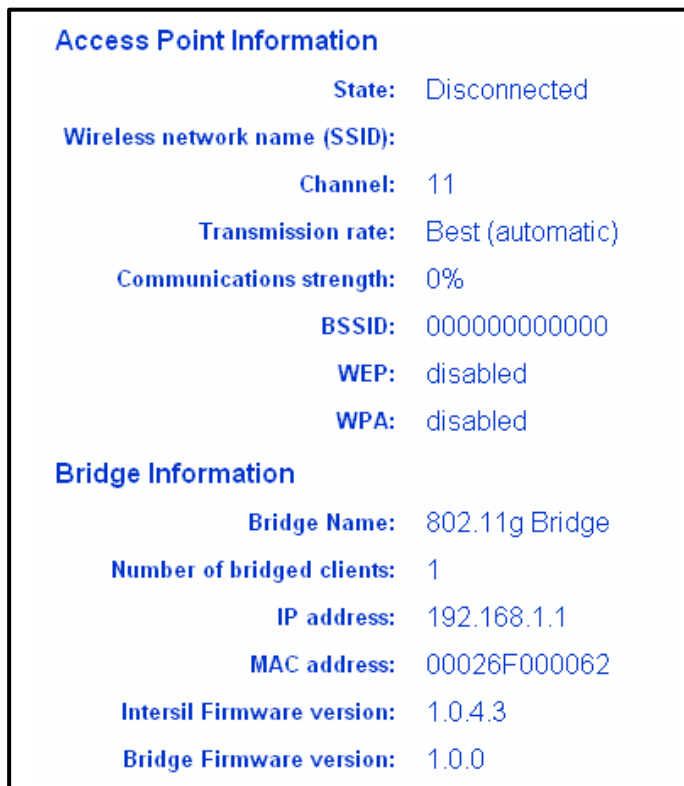 Access Point Information
State: Disconnected
Wireless network name (SSID):
Channel: 11
Transmission rate: Best (automatic)
Communications strength: 0%
BSSID: 000000000000
WEP: disabled
WPA: disabled
Bridge Information
Bridge Name: 802.11g Bridge
Number of bridged clients: 1
IP address: 192.168.1.1
MAC address: 00026F000062
Intersil Firmware version: 1.0.4.3
Bridge Firmware version: 1.0.0